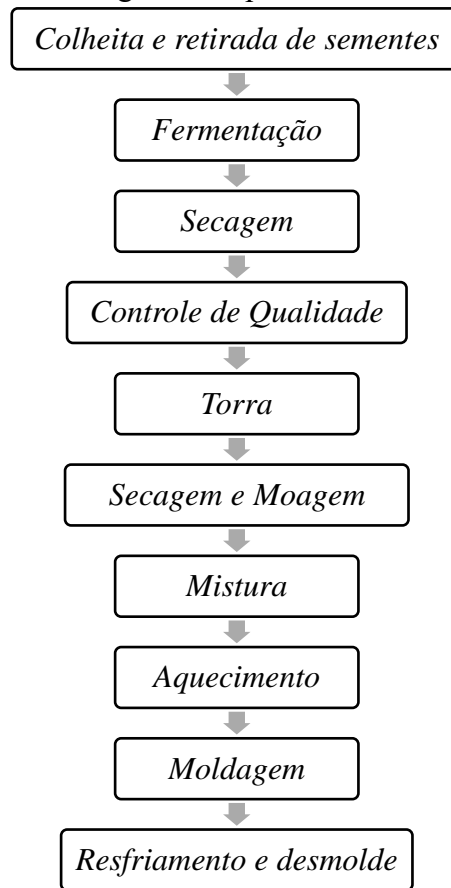 Colheita e retirada de sementes
Fermentação
Secagem
Controle de Qualidade
Torra
Secagem e Moagem
Mistura
Aquecimento
Moldagem
Resfriamento e desmolde